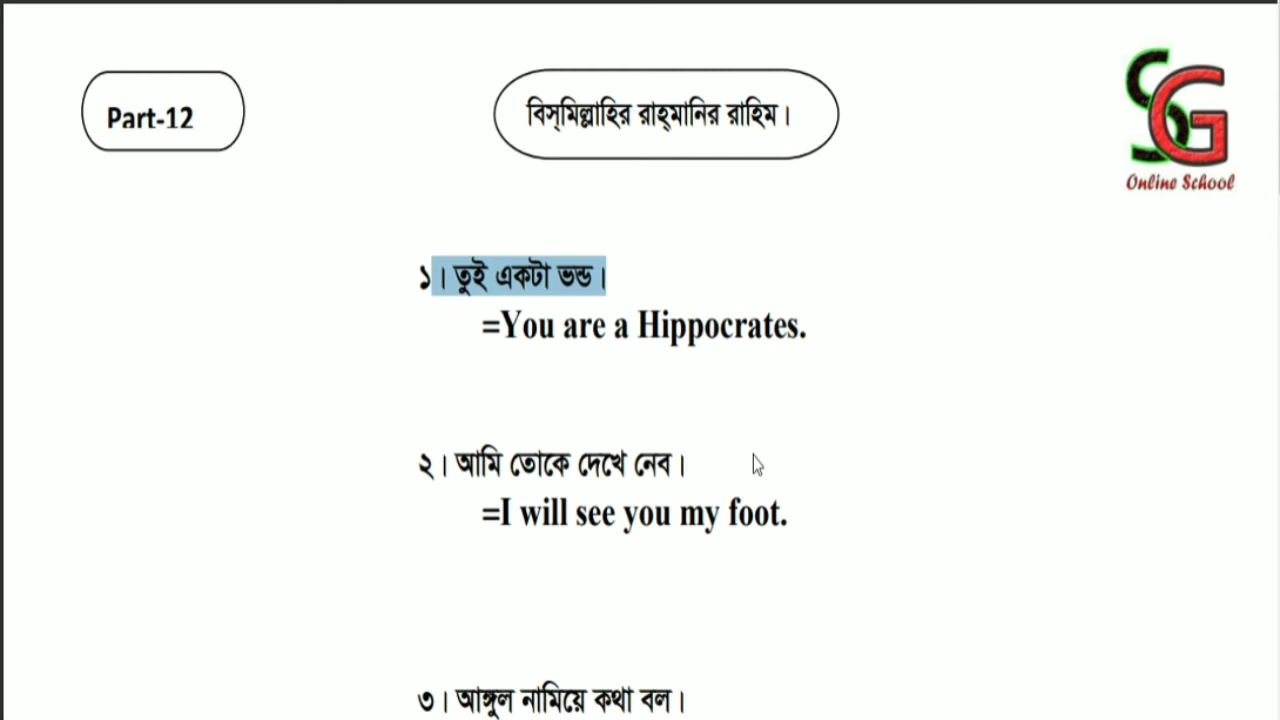 Part-12
বিস্‌মিল্লাহির রাহ্‌মানির রাহিম।
SG
Online School
১। তুই একটা ভন্ড।
=You are a Hippocrates.
২। আমি তোকে দেখে নেব।
=I will see you my foot.
৩। আঙ্গুল নামিয়ে কথা বল।